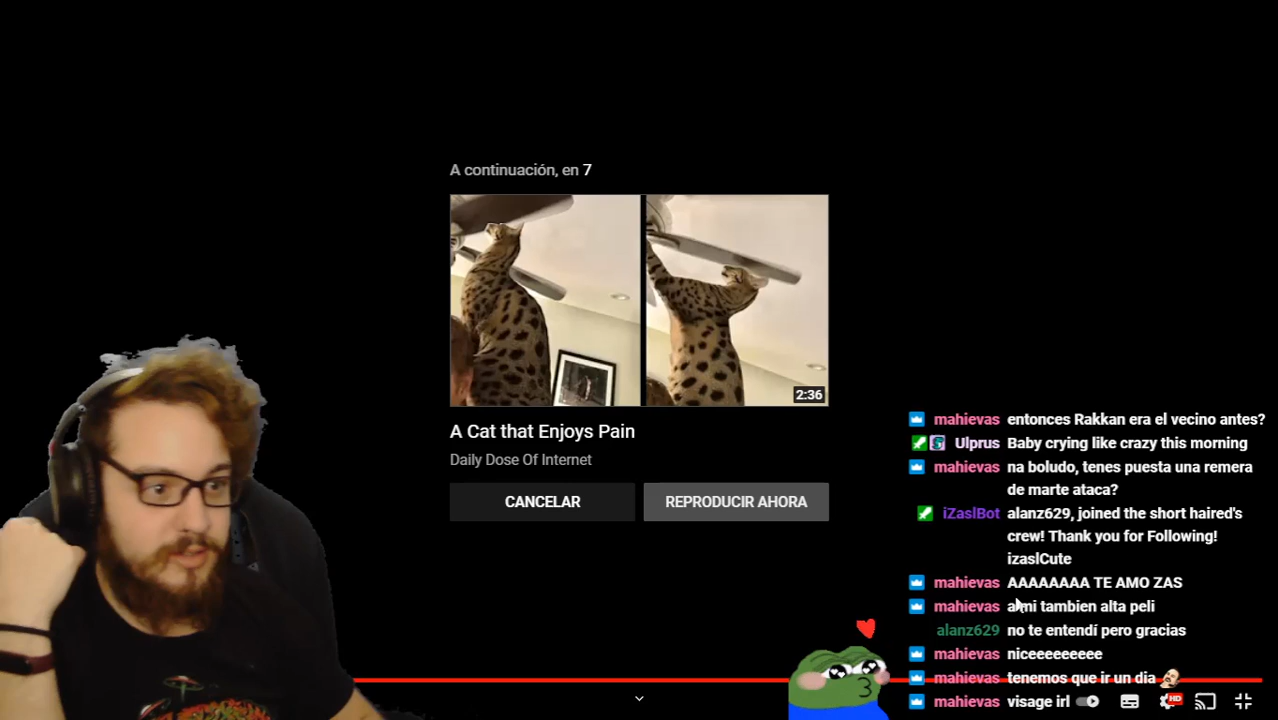 A continuación, en 7
2:36
A Cat that Enjoys Pain
Daily Dose Of Internet
CANCELAR
REPRODUCIR AHORA
mahievas entonces Rakkan era el vecino antes?
Ulprus Baby crying like crazy this morning
mahievas na boludo, tenes puesta una remera
de marte ataca?
iZaslBot alanz629, joined the short haired's
crew! Thank you for Following!
izaslCute
mahievas AAAAAAAA TE AMO ZAS
mahievas a mi tambien alta peli
alanz629 no te entendí pero gracias
mahievas niceeeeeeeee
mahievas tenemos que ir un dia
mahievas visage irl
HD